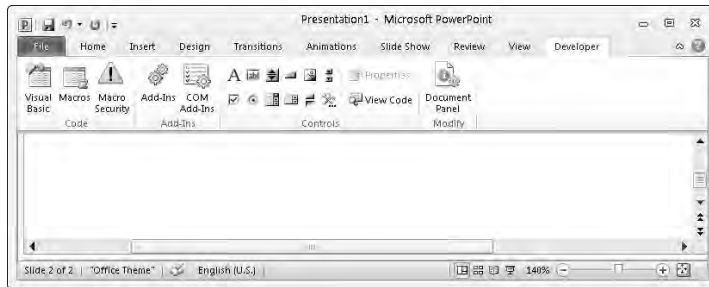 Presentation1 - Microsoft PowerPoint
File Home Insert Design Transitions Animations Slide Show Review View Developer
A Properties
Visual Basic Macros Macro Security Add-Ins COM Add-Ins View Code Document Panel
Code Add-Ins Controls Modify
Slide 2 of 2 "Office Theme" English (U.S.) 140%